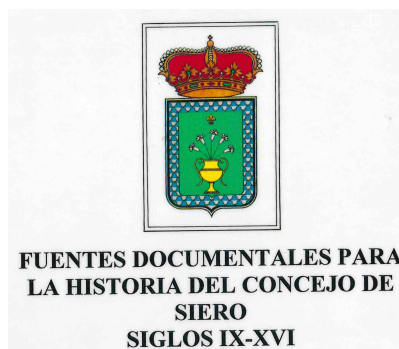 FUENTES DOCUMENTALES PARA
LA HISTORIA DEL CONCEJO DE
SIERO
SIGLOS IX-XVI